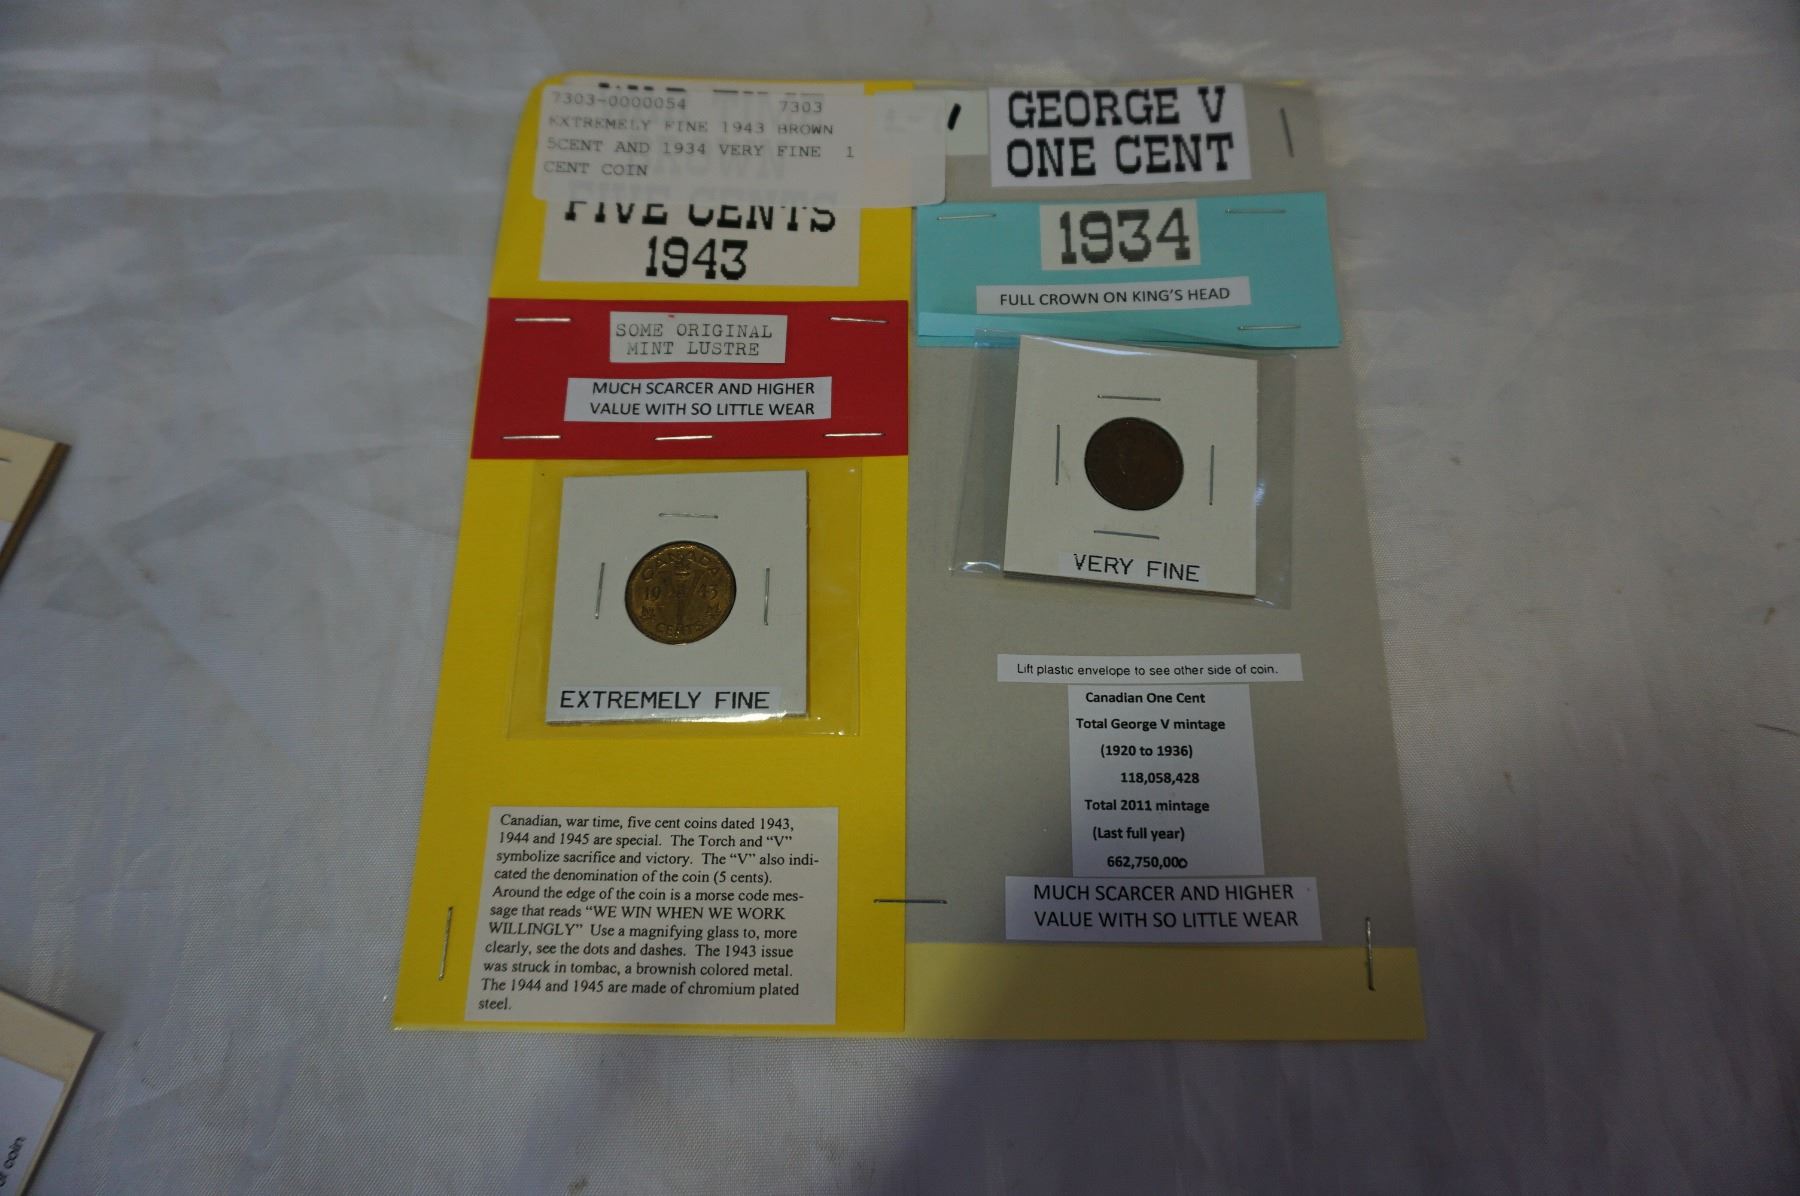 7303-0000054 7303
EXTREMELY FINE 1943 BROWN
5CENT AND 1934 VERY FINE 1
CENT COIN
FIVE CENTS
1943
SOME ORIGINAL
MINT LUSTRE
MUCH SCARCER AND HIGHER
VALUE WITH SO LITTLE WEAR
CANADA
19 43
CENTS
EXTREMELY FINE
Canadian, war time, five cent coins dated 1943,
1944 and 1945 are special. The Torch and “V”
symbolize sacrifice and victory. The “V” also indi-
cated the denomination of the coin (5 cents).
Around the edge of the coin is a morse code mes-
sage that reads “WE WIN WHEN WE WORK
WILLINGLY” Use a magnifying glass to, more
clearly, see the dots and dashes. The 1943 issue
was struck in tombac, a brownish colored metal.
The 1944 and 1945 are made of chromium plated
steel.
GEORGE V
ONE CENT
1934
FULL CROWN ON KING'S HEAD
VERY FINE
Lift plastic envelope to see other side of coin.
Canadian One Cent
Total George V mintage
(1920 to 1936)
118,058,428
Total 2011 mintage
(Last full year)
662,750,000
MUCH SCARCER AND HIGHER
VALUE WITH SO LITTLE WEAR
of coin